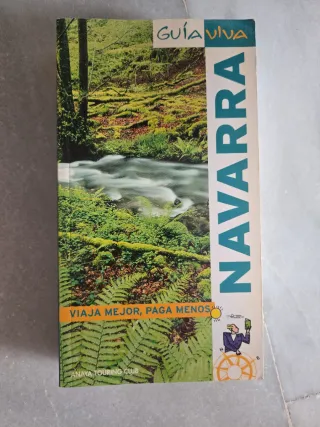 GUÍA VIVA
NAVARRA
VIAJA MEJOR, PAGA MENOS
ANAYA TOURING CLUB